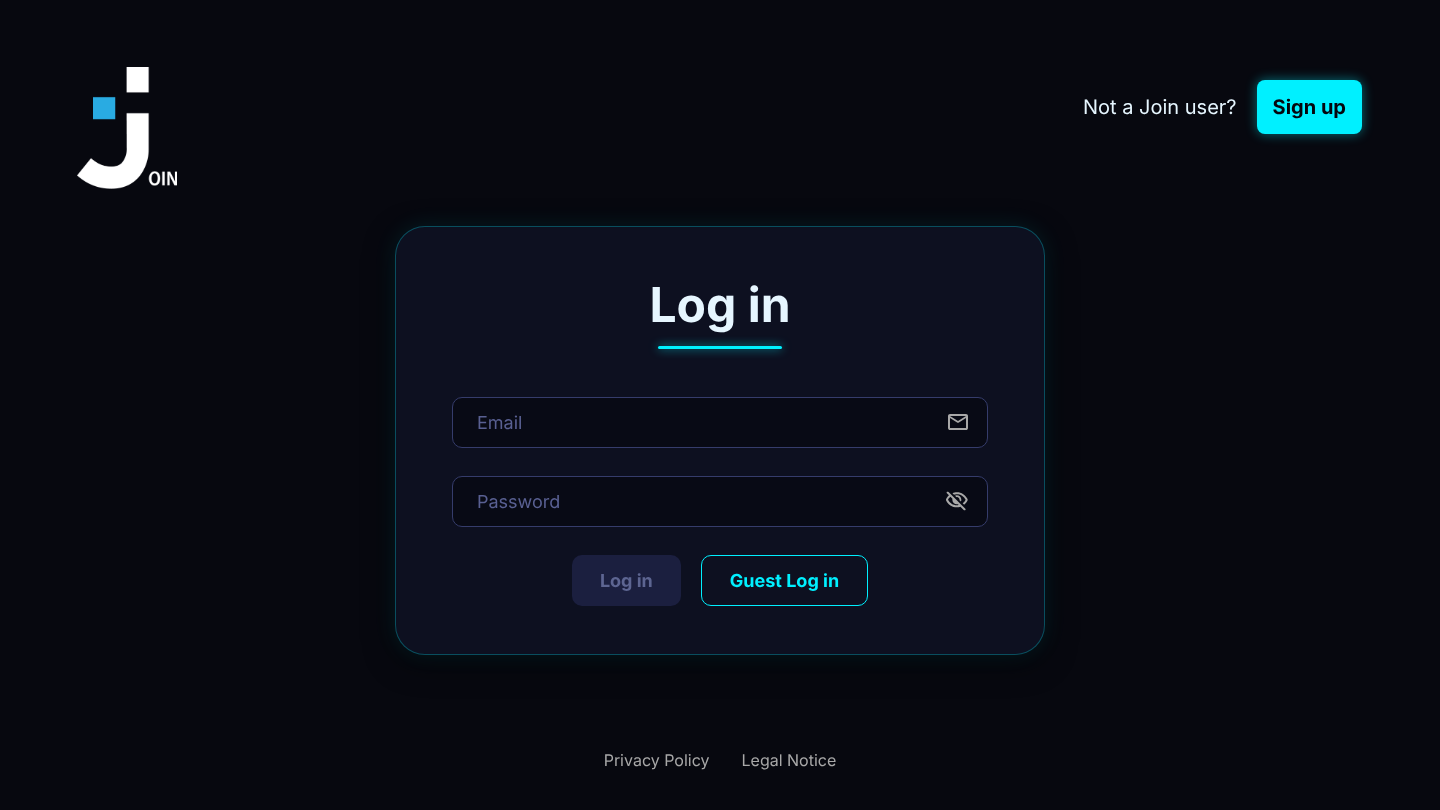 JOIN
Not a Join user?
Sign up
Log in
Email
Password
Log in
Guest Log in
Privacy Policy
Legal Notice